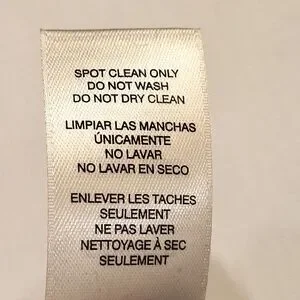 SPOT CLEAN ONLY
DO NOT WASH
DO NOT DRY CLEAN
LIMPIAR LAS MANCHAS
ÚNICAMENTE
NO LAVAR
NO LAVAR EN SECO
ENLEVER LES TACHES
SEULEMENT
NE PAS LAVER
NETTOYAGE À SEC
SEULEMENT